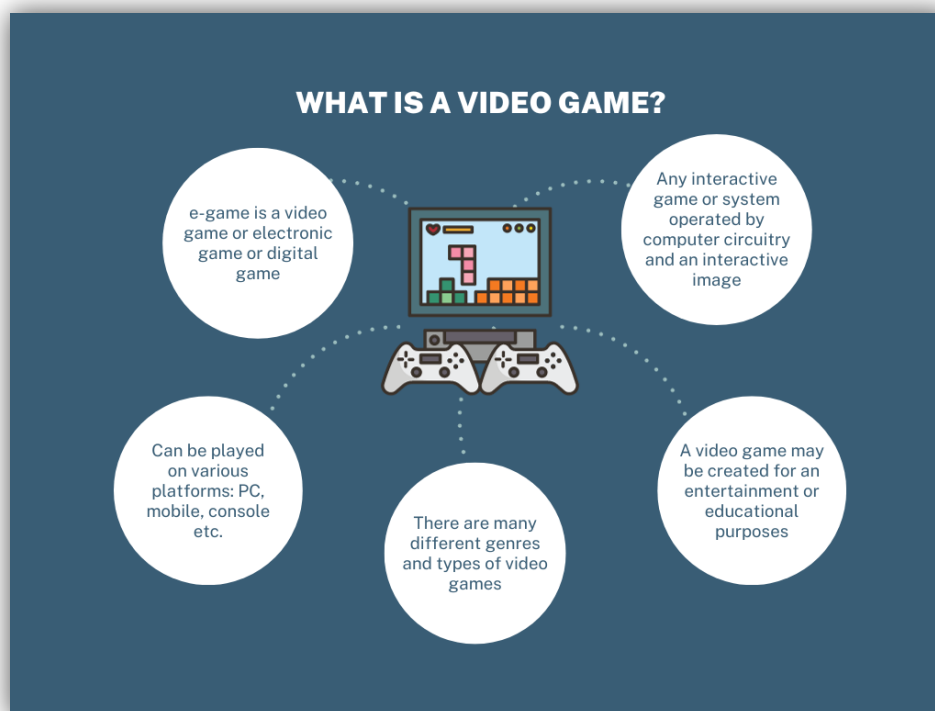 WHAT IS A VIDEO GAME?
e-game is a video
game or electronic
game or digital
game
Any interactive
game or system
operated by
computer circuitry
and an interactive
image
Can be played
on various
platforms: PC,
mobile, console
etc.
There are many
different genres
and types of video
games
A video game may
be created for an
entertainment or
educational
purposes